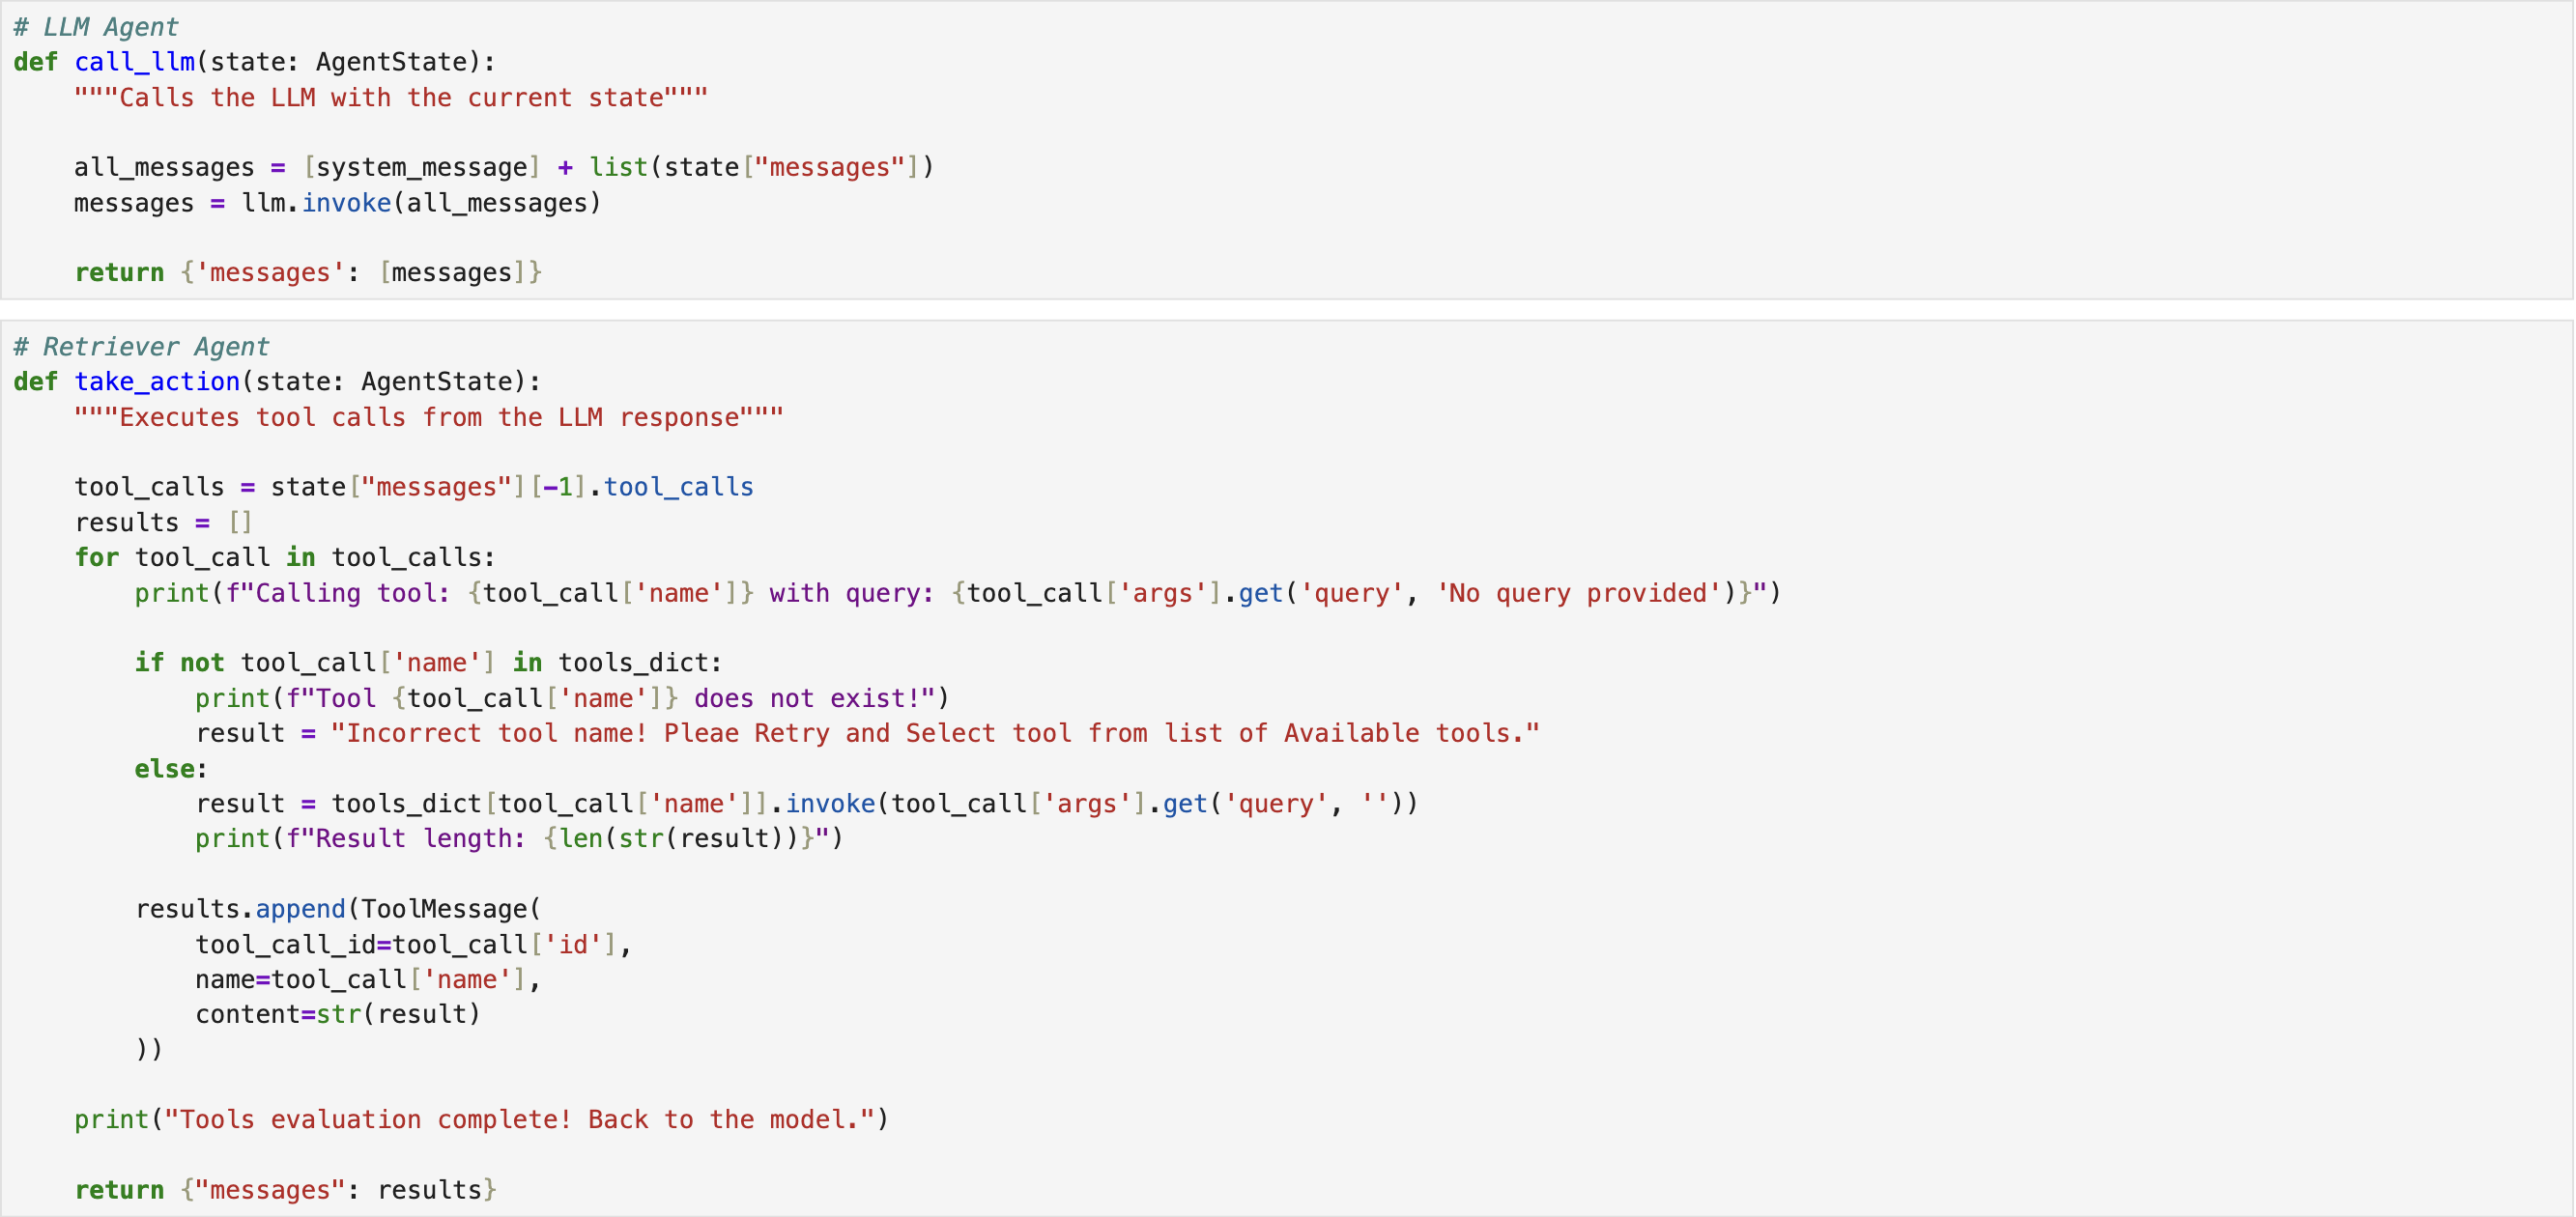 # LLM Agent
def call_llm(state: AgentState):
    """Calls the LLM with the current state"""
    all_messages = [system_message] + list(state["messages"])
    messages = llm.invoke(all_messages)
    return {'messages': [messages]}
# Retriever Agent
def take_action(state: AgentState):
    """Executes tool calls from the LLM response"""
    tool_calls = state["messages"][-1].tool_calls
    results = []
    for tool_call in tool_calls:
        print(f"Calling tool: {tool_call['name']} with query: {tool_call['args'].get('query', 'No query provided')}")
        if not tool_call['name'] in tools_dict:
            print(f"Tool {tool_call['name']} does not exist!")
            result = "Incorrect tool name! Pleae Retry and Select tool from list of Available tools."
        else:
            result = tools_dict[tool_call['name']].invoke(tool_call['args'].get('query', ''))
            print(f"Result length: {len(str(result))}")
        results.append(ToolMessage(
            tool_call_id=tool_call['id'],
            name=tool_call['name'],
            content=str(result)
        ))
    print("Tools evaluation complete! Back to the model.")
    return {"messages": results}